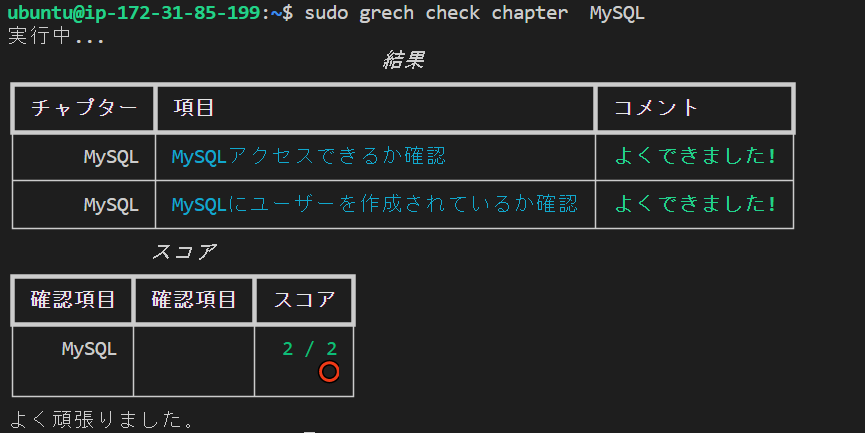 ubuntu@ip-172-31-85-199:~$ sudo grech check chapter  MySQL
実行中...
結果
チャプター 項目 コメント
MySQL MySQLアクセスできるか確認 よくできました!
MySQL MySQLにユーザーを作成されているか確認 よくできました!
スコア
確認項目 確認項目 スコア
MySQL 2 / 2
⭕
よく頑張りました。